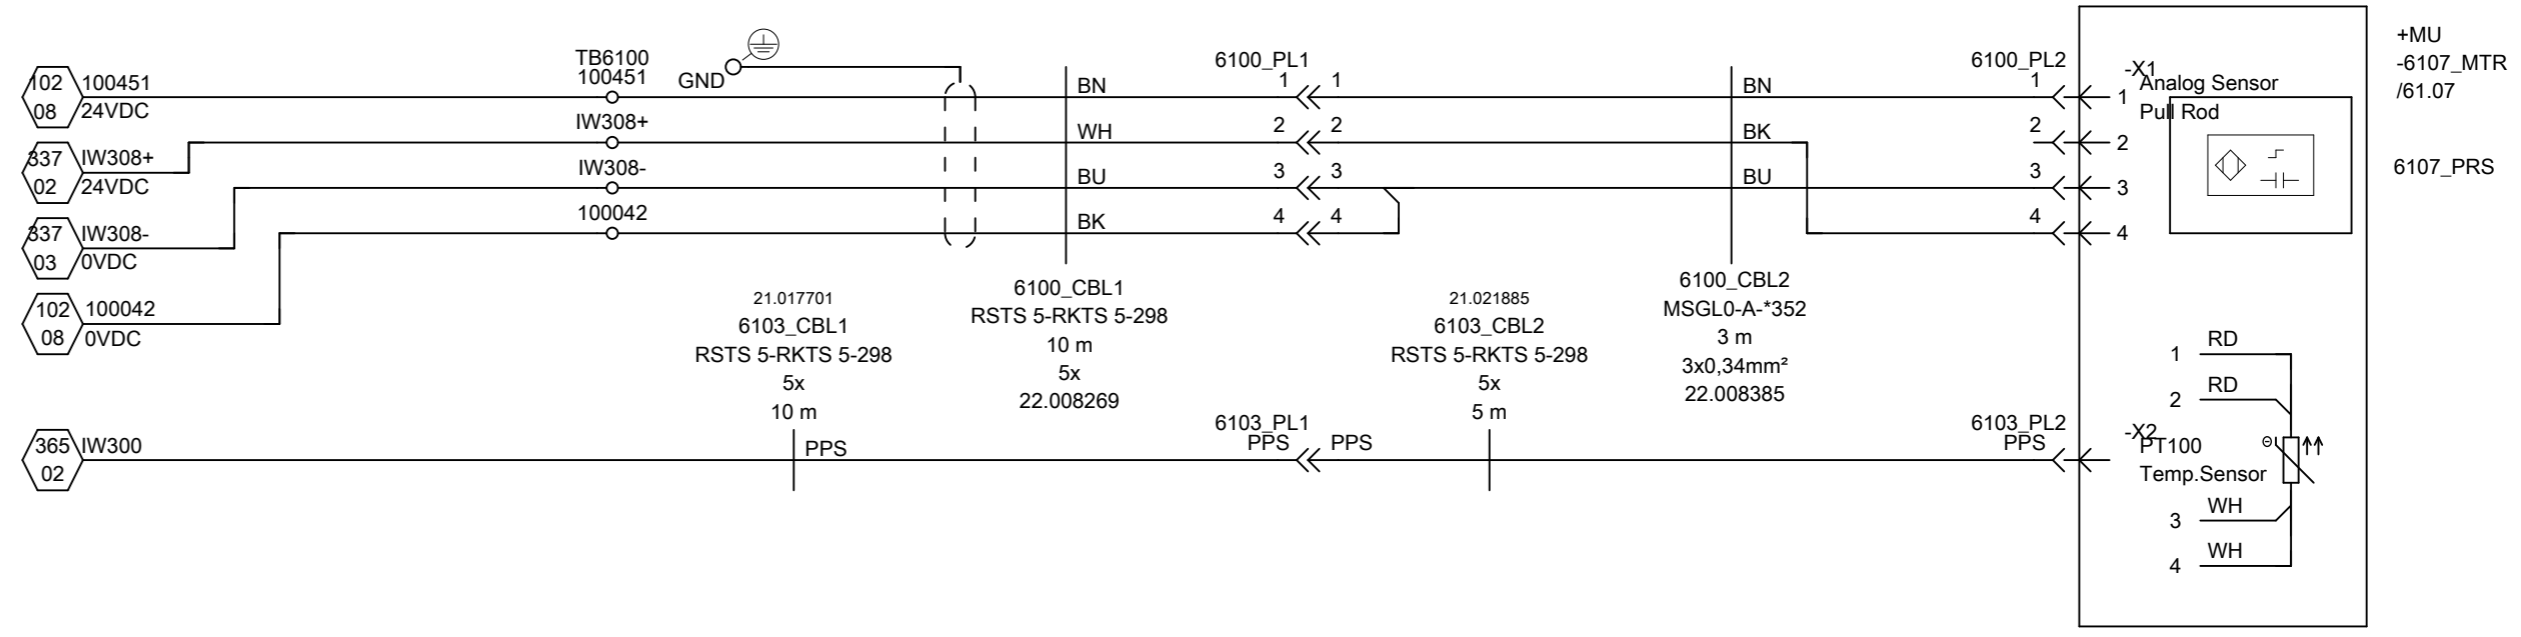 +MU
-6107_MTR
/61.07
6107_PRS
TB6100
100451
GND
6100_PL1
6100_PL2
-X1
Analog Sensor
Pull Rod
102
08
100451
24VDC
BN
1
1
BN
1
1
337
02
IW308+
24VDC
IW308+
WH
2
2
BK
2
2
337
03
IW308-
0VDC
IW308-
BU
3
3
BU
3
3
102
08
100042
0VDC
100042
BK
4
4
4
4
21.017701
6103_CBL1
RSTS 5-RKTS 5-298
5x
10 m
6100_CBL1
RSTS 5-RKTS 5-298
10 m
5x
22.008269
21.021885
6103_CBL2
RSTS 5-RKTS 5-298
5x
5 m
6100_CBL2
MSGL0-A-*352
3 m
3x0,34mm²
22.008385
365
02
IW300
PPS
6103_PL1
PPS
PPS
6103_PL2
PPS
-X2
PT100
Temp.Sensor
1
RD
2
RD
3
WH
4
WH